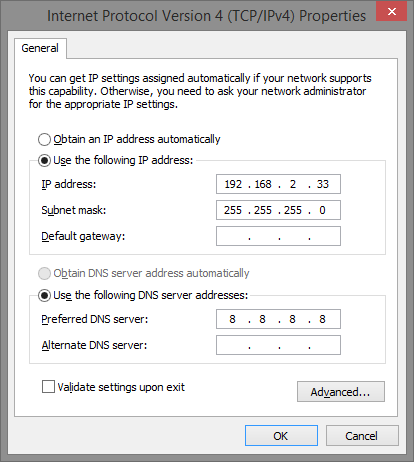 Internet Protocol Version 4 (TCP/IPv4) Properties
General
You can get IP settings assigned automatically if your network supports
this capability. Otherwise, you need to ask your network administrator
for the appropriate IP settings.
Obtain an IP address automatically
Use the following IP address:
IP address: 192 . 168 . 2 . 33
Subnet mask: 255 . 255 . 255 . 0
Default gateway: . . .
Obtain DNS server address automatically
Use the following DNS server addresses:
Preferred DNS server: 8 . 8 . 8 . 8
Alternate DNS server: . . .
Validate settings upon exit
Advanced...
OK Cancel